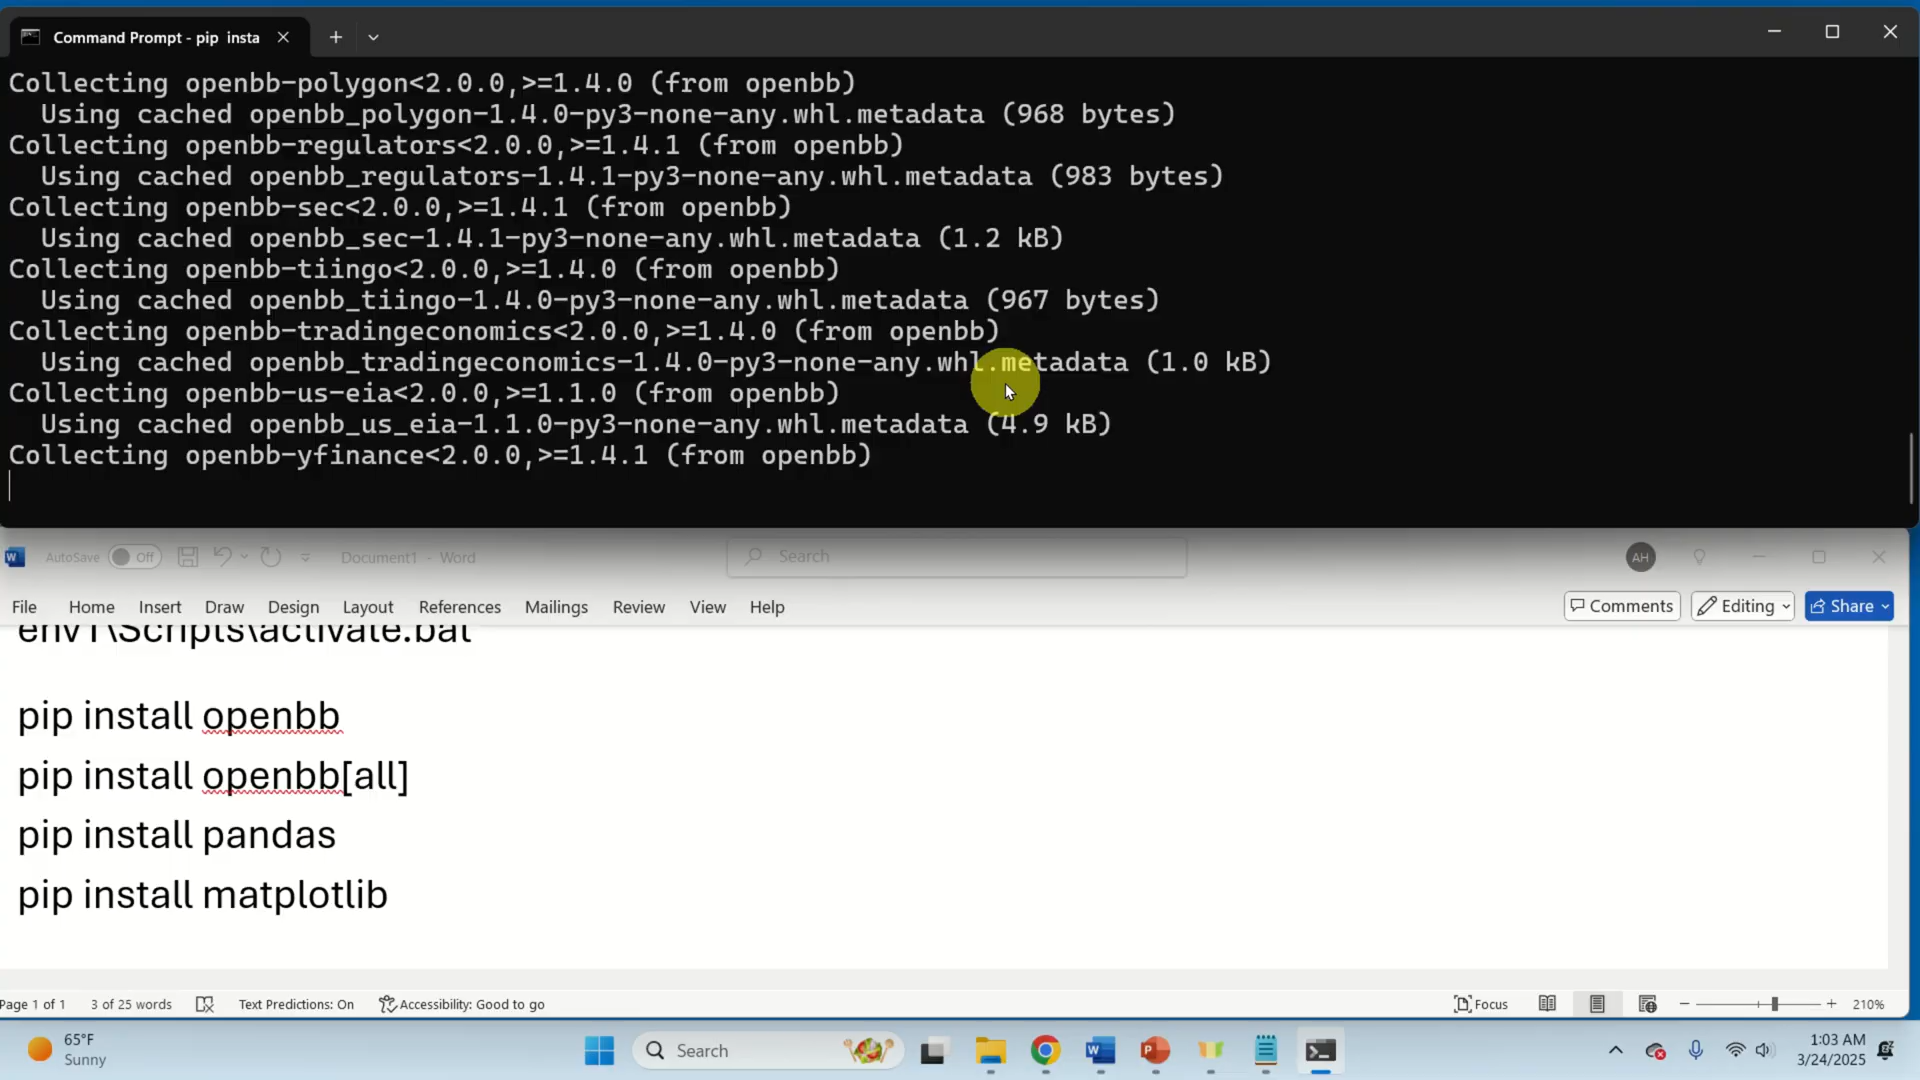 Command Prompt - pip insta
Collecting openbb-polygon<2.0.0,>=1.4.0 (from openbb)
Using cached openbb_polygon-1.4.0-py3-none-any.whl.metadata (968 bytes)
Collecting openbb-regulators<2.0.0,>=1.4.1 (from openbb)
Using cached openbb_regulators-1.4.1-py3-none-any.whl.metadata (983 bytes)
Collecting openbb-sec<2.0.0,>=1.4.1 (from openbb)
Using cached openbb_sec-1.4.1-py3-none-any.whl.metadata (1.2 kB)
Collecting openbb-tiingo<2.0.0,>=1.4.0 (from openbb)
Using cached openbb_tiingo-1.4.0-py3-none-any.whl.metadata (967 bytes)
Collecting openbb-tradingeconomics<2.0.0,>=1.4.0 (from openbb)
Using cached openbb_tradingeconomics-1.4.0-py3-none-any.whl.metadata (1.0 kB)
Collecting openbb-us-eia<2.0.0,>=1.1.0 (from openbb)
Using cached openbb_us_eia-1.1.0-py3-none-any.whl.metadata (4.9 kB)
Collecting openbb-yfinance<2.0.0,>=1.4.1 (from openbb)
AutoSave Off Document1 - Word Search AH
File Home Insert Draw Design Layout References Mailings Review View Help Comments Editing Share
env1\Scripts\activate.bat
pip install openbb
pip install openbb[all]
pip install pandas
pip install matplotlib
Page 1 of 1 3 of 25 words Text Predictions: On Accessibility: Good to go Focus 210%
65°F
Sunny
Search
1:03 AM
3/24/2025